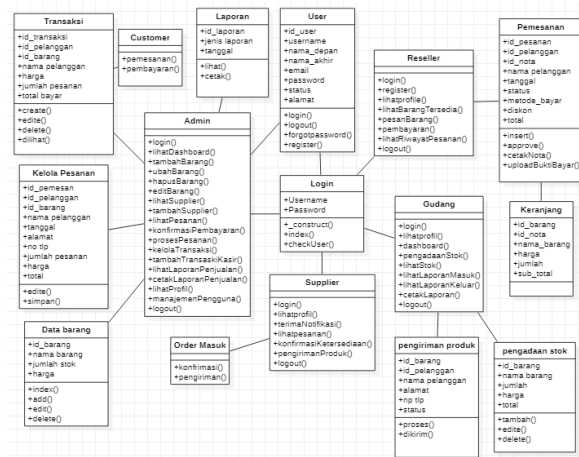 Transaksi
+id_transaksi
+id_pelanggan
+id_barang
+nama pelanggan
+harga
+jumlah pesanan
+total bayar
+create()
+edite()
+delete()
+dilihat()
Customer
+pemesanan()
+pembayaran()
Laporan
+id_laporan
+jenis laporan
+tanggal
+lihat()
+cetak()
User
+id_user
+username
+nama_depan
+nama_akhir
+email
+password
+status
+alamat
+login()
+logout()
+forgotpassword()
+register()
Reseller
+login()
+register()
+lihatprofile()
+lihatBarangTersedia()
+pesanBarang()
+pembayaran()
+lihatRiwayatPesanan()
+logout()
Pemesanan
+id_pesanan
+id_pelanggan
+id_nota
+nama pelanggan
+tanggal
+status
+metode_bayar
+diskon
+total
+insert()
+approve()
+cetakNota()
+uploadBuktiBayar()
Admin
+login()
+lihatDashboard()
+tambahBarang()
+ubahBarang()
+hapusBarang()
+editBarang()
+lihatSupplier()
+tambahSupplier()
+lihatPesanan()
+konfirmasiPembayaran()
+prosesPesanan()
+kelolaTransaksi()
+tambahTransaskiKasir()
+lihatLaporanPenjualan()
+cetakLaporanPenjualan()
+lihatProfil()
+manajemenPengguna()
+logout()
Kelola Pesanan
+id_pemesan
+id_pelanggan
+id_barang
+nama pelanggan
+tanggal
+alamat
+no tlp
+jumlah pesanan
+harga
+total
+edite()
+simpan()
Login
+Username
+Password
+_construct()
+index()
+checkUser()
Gudang
+login()
+lihatprofil()
+dashboard()
+pengadaanStok()
+lihatStok()
+lihatLaporanMasuk()
+lihatLaporanKeluar()
+cetakLaporan()
+logout()
Keranjang
+id_barang
+id_nota
+nama_barang
+harga
+jumlah
+sub_total
Supplier
+login()
+lihatprofil()
+terimaNotifikasi()
+lihatpesanan()
+konfirmasiKetersediaan()
+pengirimanProduk()
+logout()
Data barang
+id_barang
+nama barang
+jumlah stok
+harga
+index()
+add()
+edit()
+delete()
Order Masuk
+konfrimasi()
+pengiriman()
pengiriman produk
+id_barang
+id_pelanggan
+nama pelanggan
+alamat
+np tlp
+status
+proses()
+dikirim()
pengadaan stok
+id_barang
+nama barang
+jumlah
+harga
+total
+tambah()
+edite()
+delete()